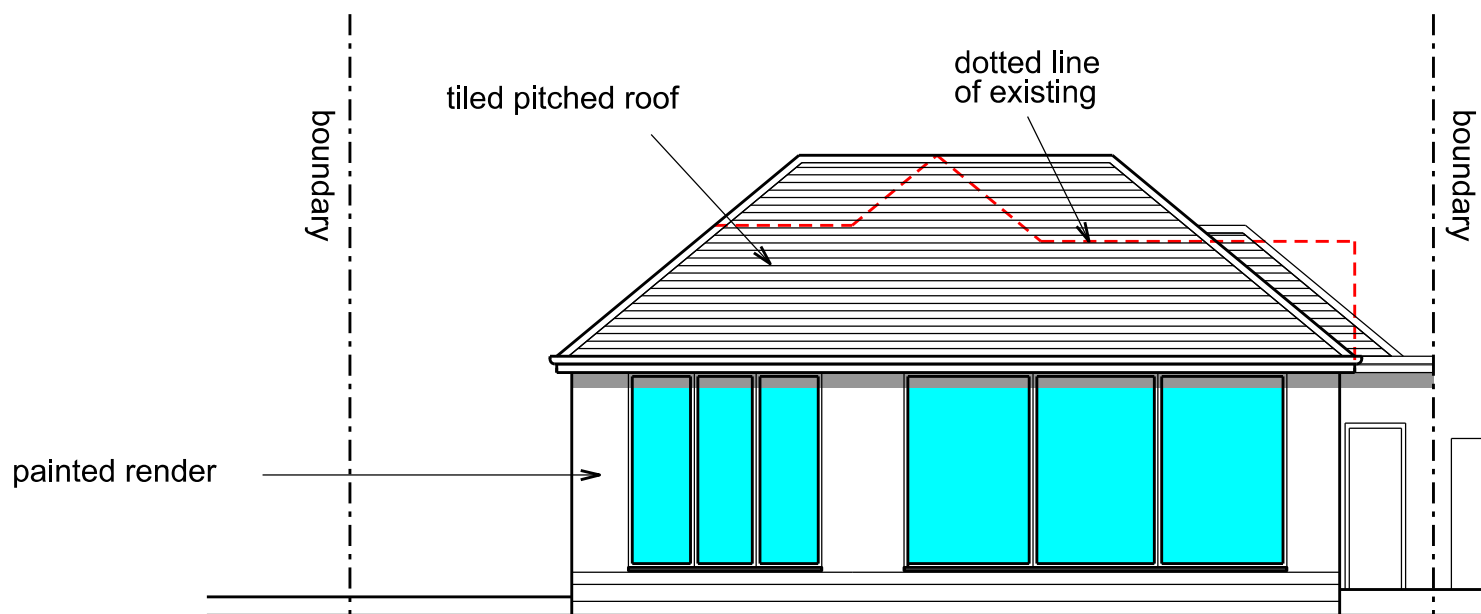 dotted line
of existing
tiled pitched roof
boundary
boundary
painted render